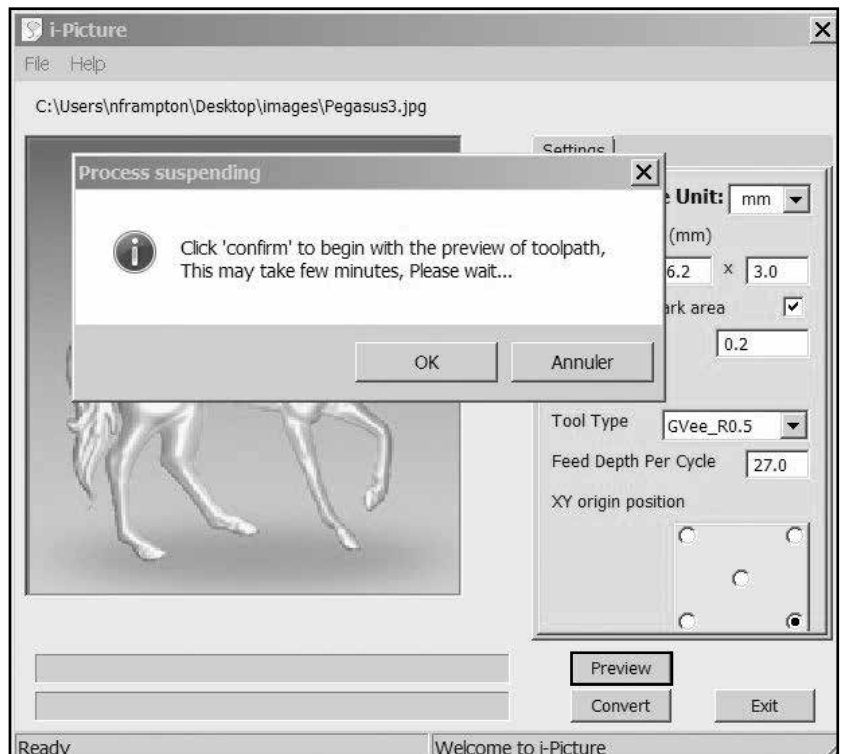 i-Picture
File Help
C:\Users\nframpton\Desktop\images\Pegasus3.jpg
Settings
Process suspending
Click 'confirm' to begin with the preview of toolpath,
This may take few minutes, Please wait...
OK Annuler
Unit: mm
(mm)
6.2 x 3.0
area
0.2
Tool Type GVee_R0.5
Feed Depth Per Cycle 27.0
XY origin position
Preview
Convert Exit
Ready Welcome to i-Picture